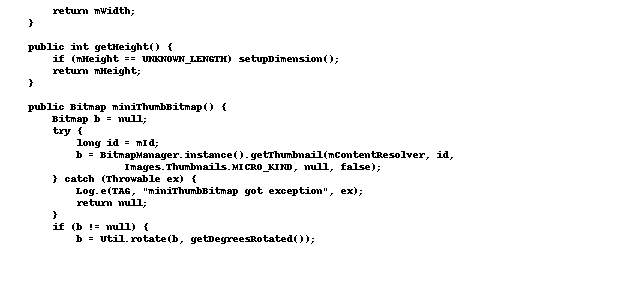 return mWidth;
}
public int getHeight() {
if (mHeight == UNKNOWN_LENGTH) setupDimension();
return mHeight;
}
public Bitmap miniThumbBitmap() {
Bitmap b = null;
try {
long id = mId;
b = BitmapManager.instance().getThumbnail(mContentResolver, id,
Images.Thumbnails.MICRO_KIND, null, false);
} catch (Throwable ex) {
Log.e(TAG, "miniThumbBitmap got exception", ex);
return null;
}
if (b != null) {
b = Util.rotate(b, getDegreesRotated());